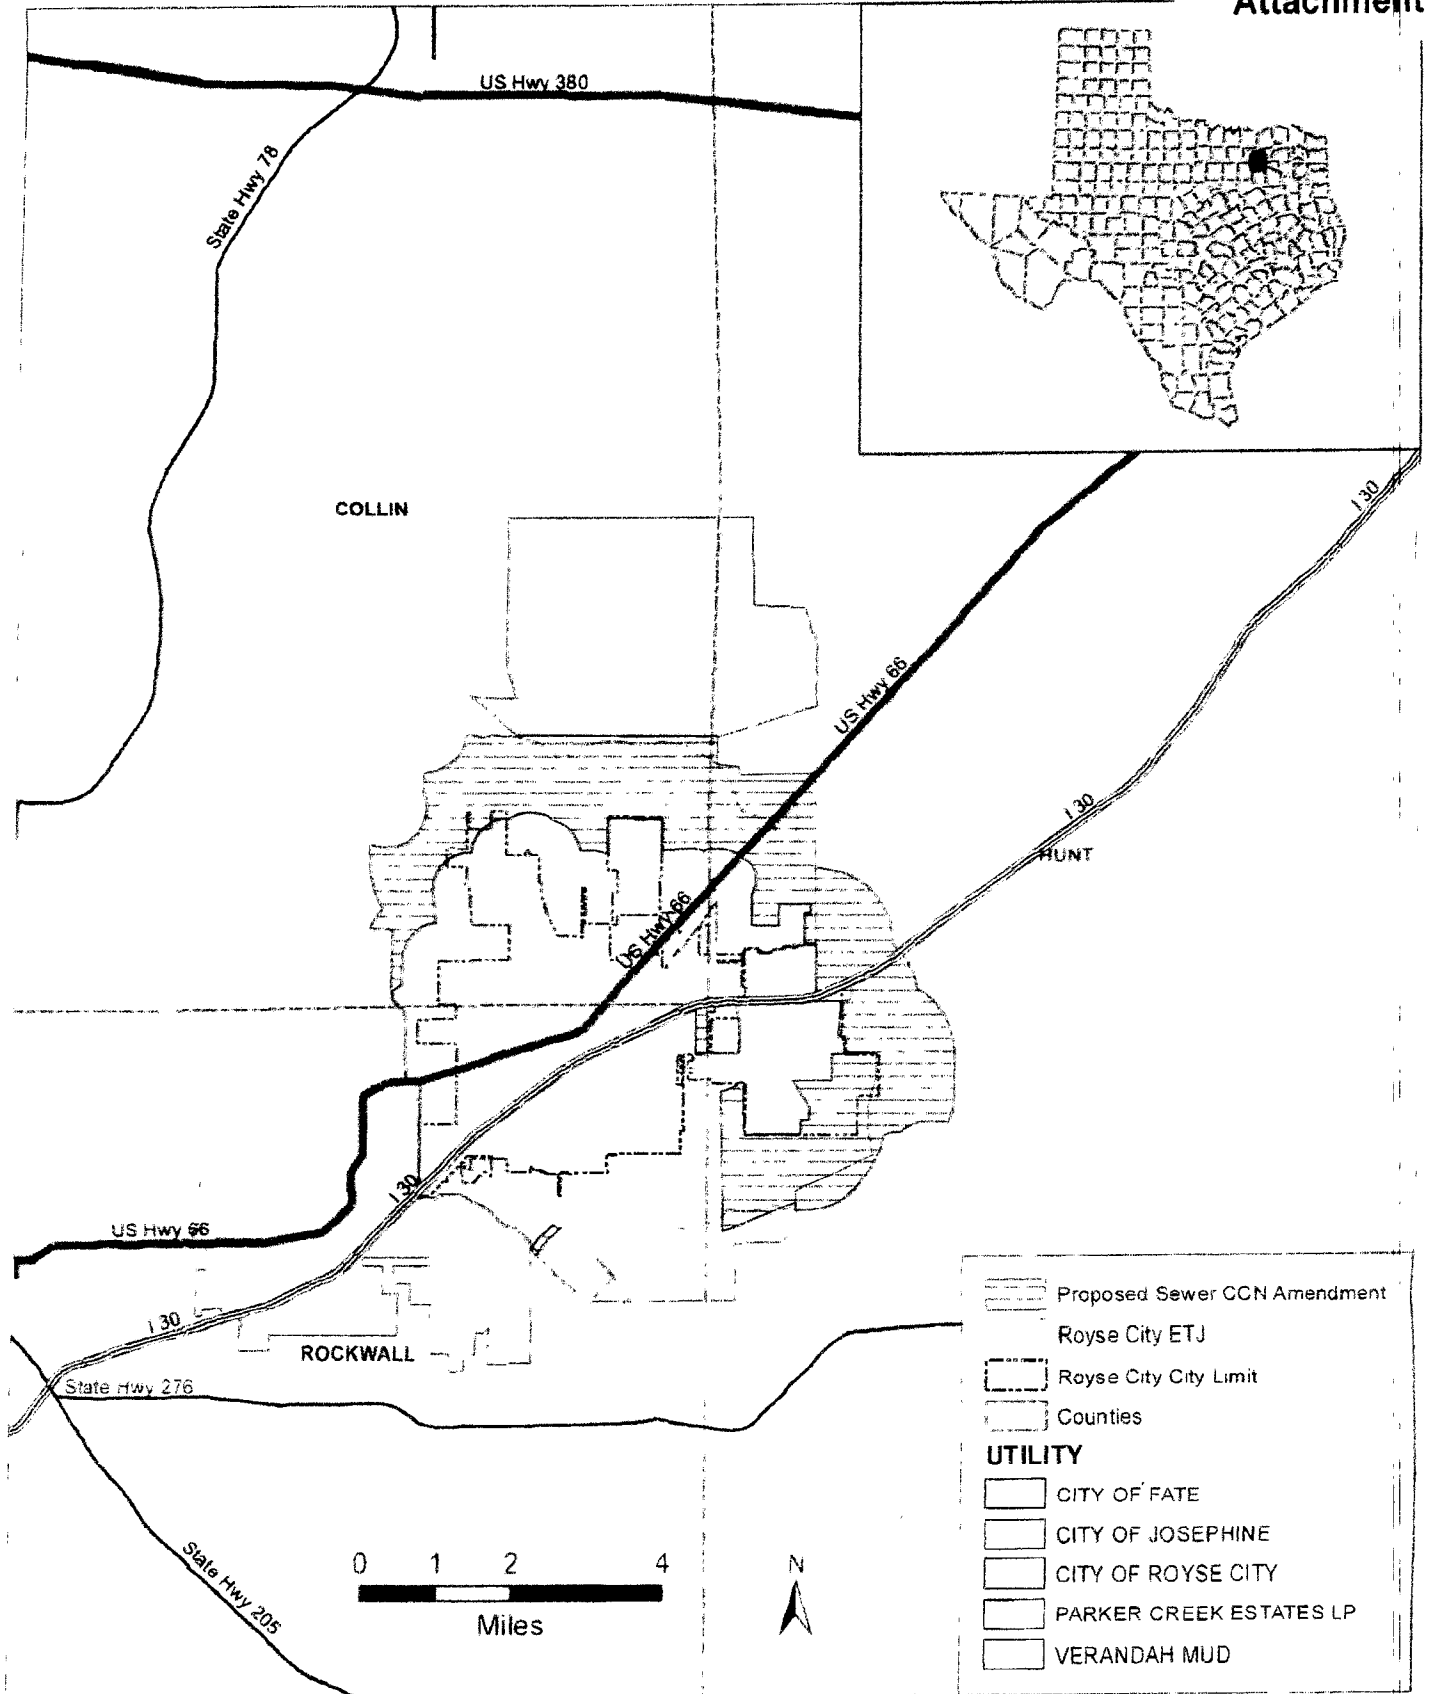 Attachment
US Hwy 380
State Hwy 78
COLLIN
I 30
US Hwy 66
I 30
HUNT
US Hwy 66
I 30
US Hwy 66
I 30
ROCKWALL
State Hwy 276
State Hwy 205
Proposed Sewer CCN Amendment
Royse City ETJ
Royse City City Limit
Counties
UTILITY
CITY OF FATE
CITY OF JOSEPHINE
CITY OF ROYSE CITY
PARKER CREEK ESTATES LP
VERANDAH MUD
0 1 2 4
Miles
N